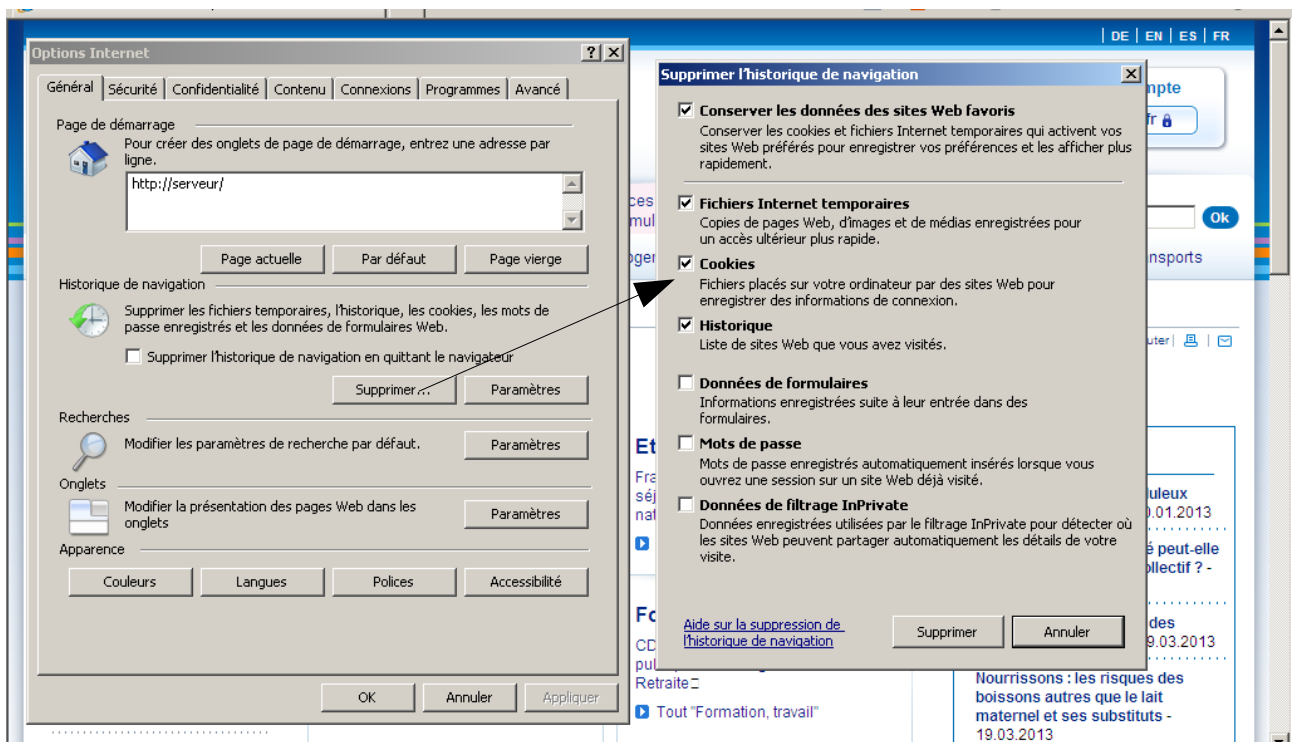 | DE | EN | ES | FR
Options Internet
Général
Sécurité
Confidentialité
Contenu
Connexions
Programmes
Avancé
Page de démarrage
Pour créer des onglets de page de démarrage, entrez une adresse par
ligne.
http://serveur/
Page actuelle
Par défaut
Page vierge
Historique de navigation
Supprimer les fichiers temporaires, l'historique, les cookies, les mots de
passe enregistrés et les données de formulaires Web.
Supprimer l'historique de navigation en quittant le navigateur
Supprimer...
Paramètres
Recherches
Modifier les paramètres de recherche par défaut.
Paramètres
Onglets
Modifier la présentation des pages Web dans les
onglets
Paramètres
Apparence
Couleurs
Langues
Polices
Accessibilité
OK
Annuler
Appliquer
Supprimer l'historique de navigation
Conserver les données des sites Web favoris
Conserver les cookies et fichiers Internet temporaires qui activent vos
sites Web préférés pour enregistrer vos préférences et les afficher plus
rapidement.
Fichiers Internet temporaires
Copies de pages Web, d'images et de médias enregistrées pour
un accès ultérieur plus rapide.
Cookies
Fichiers placés sur votre ordinateur par des sites Web pour
enregistrer des informations de connexion.
Historique
Liste de sites Web que vous avez visités.
Données de formulaires
Informations enregistrées suite à leur entrée dans des
formulaires.
Mots de passe
Mots de passe enregistrés automatiquement insérés lorsque vous
ouvrez une session sur un site Web déjà visité.
Données de filtrage InPrivate
Données enregistrées utilisées par le filtrage InPrivate pour détecter où
les sites Web peuvent partager automatiquement les détails de votre
visite.
Aide sur la suppression de
l'historique de navigation
Supprimer
Annuler
mpte
fr
ces
mul
Ok
oger
nsports
uter
Et
Fra
séj
nat
Fo
CD
pul
Retraite
Tout "Formation, travail"
uleux
0.01.2013
é peut-elle
ollectif ? -
des
9.03.2013
Nourrissons : les risques des
boissons autres que le lait
maternel et ses substituts -
19.03.2013